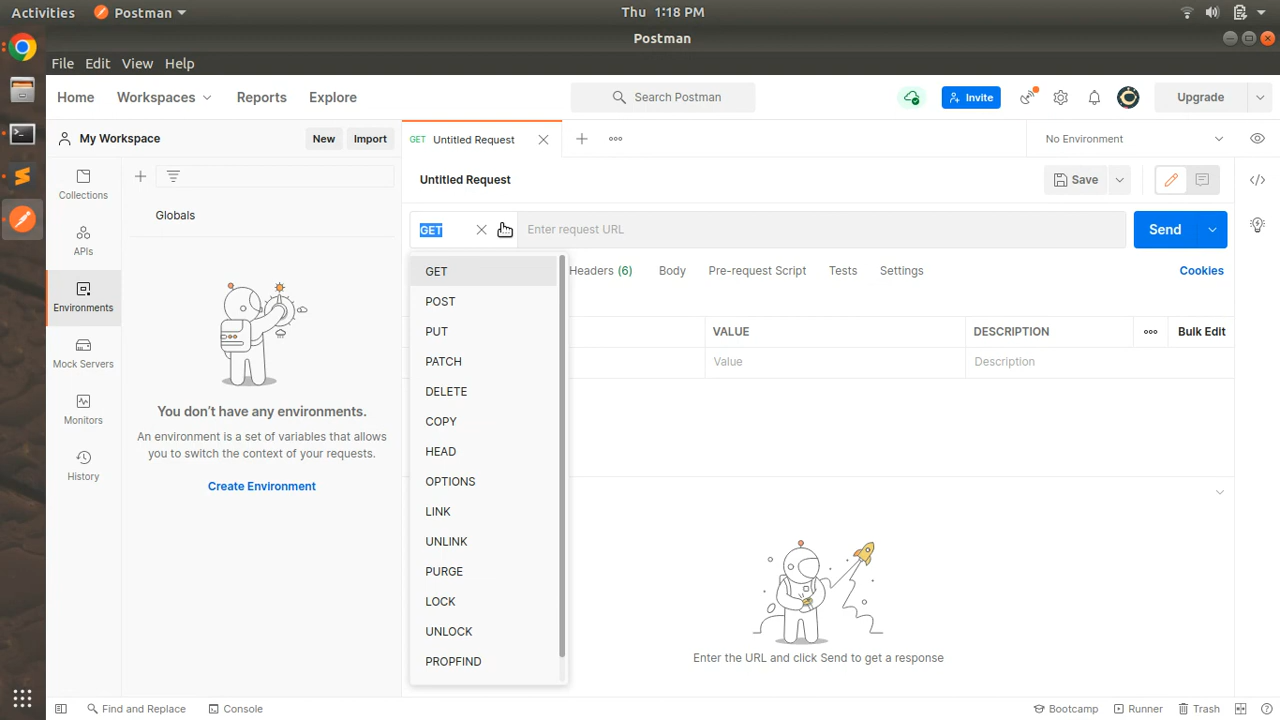 Activities
Postman
Thu 1:18 PM
Postman
File Edit View Help
Home Workspaces Reports Explore
Search Postman
Invite
Upgrade
My Workspace
New
Import
GET Untitled Request
No Environment
Untitled Request
Save
Collections
APIs
Environments
Mock Servers
Monitors
History
Globals
You don't have any environments.
An environment is a set of variables that allows
you to switch the context of your requests.
Create Environment
GET
Enter request URL
Send
GET
POST
PUT
PATCH
DELETE
COPY
HEAD
OPTIONS
LINK
UNLINK
PURGE
LOCK
UNLOCK
PROPFIND
Headers (6) Body Pre-request Script Tests Settings
Cookies
VALUE DESCRIPTION Bulk Edit
Value Description
Enter the URL and click Send to get a response
Find and Replace Console
Bootcamp Runner Trash